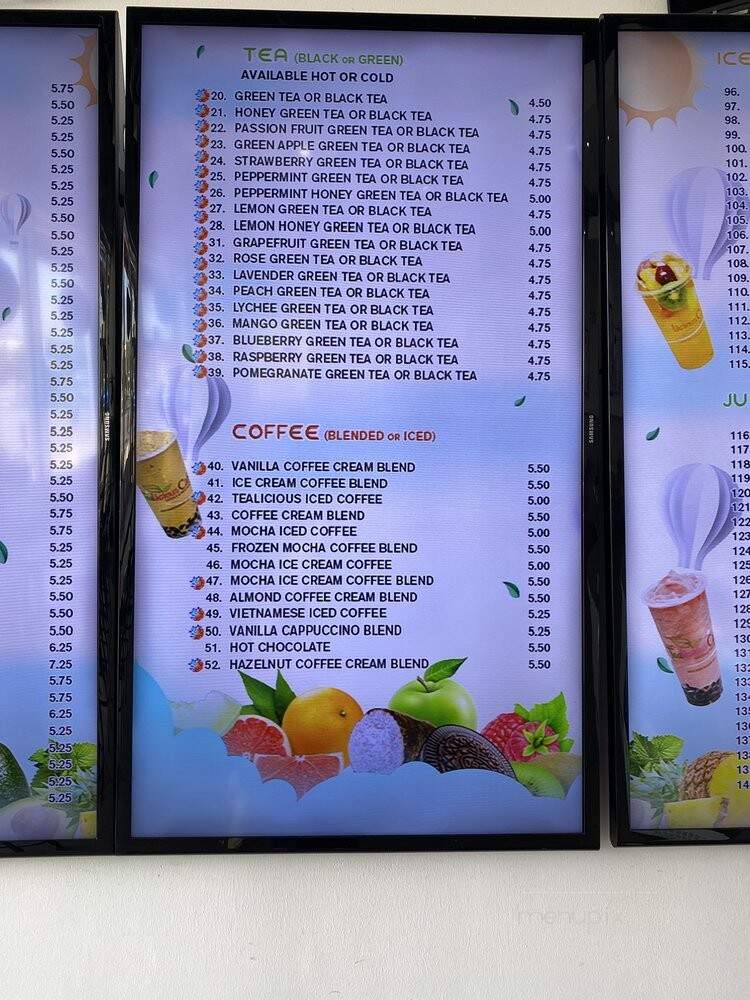 5.75
5.50
5.25
5.25
5.50
5.25
5.25
5.25
5.50
5.50
5.25
5.25
5.50
5.25
5.25
5.25
5.25
5.25
5.75
5.50
5.25
5.25
5.25
5.25
5.25
5.50
5.75
5.75
5.25
5.25
5.25
5.50
5.50
5.50
6.25
7.25
5.75
5.75
6.25
5.25
5.25
5.25
5.25
5.25
SAMSUNG
TEA (BLACK OR GREEN)
AVAILABLE HOT OR COLD
20. GREEN TEA OR BLACK TEA 4.50
21. HONEY GREEN TEA OR BLACK TEA 4.75
22. PASSION FRUIT GREEN TEA OR BLACK TEA 4.75
23. GREEN APPLE GREEN TEA OR BLACK TEA 4.75
24. STRAWBERRY GREEN TEA OR BLACK TEA 4.75
25. PEPPERMINT GREEN TEA OR BLACK TEA 4.75
26. PEPPERMINT HONEY GREEN TEA OR BLACK TEA 5.00
27. LEMON GREEN TEA OR BLACK TEA 4.75
28. LEMON HONEY GREEN TEA OR BLACK TEA 5.00
31. GRAPEFRUIT GREEN TEA OR BLACK TEA 4.75
32. ROSE GREEN TEA OR BLACK TEA 4.75
33. LAVENDER GREEN TEA OR BLACK TEA 4.75
34. PEACH GREEN TEA OR BLACK TEA 4.75
35. LYCHEE GREEN TEA OR BLACK TEA 4.75
36. MANGO GREEN TEA OR BLACK TEA 4.75
37. BLUEBERRY GREEN TEA OR BLACK TEA 4.75
38. RASPBERRY GREEN TEA OR BLACK TEA 4.75
39. POMEGRANATE GREEN TEA OR BLACK TEA 4.75
COFFEE (BLENDED OR ICED)
40. VANILLA COFFEE CREAM BLEND 5.50
41. ICE CREAM COFFEE BLEND 5.50
42. TEALICIOUS ICED COFFEE 5.00
43. COFFEE CREAM BLEND 5.50
44. MOCHA ICED COFFEE 5.00
45. FROZEN MOCHA COFFEE BLEND 5.50
46. MOCHA ICE CREAM COFFEE 5.00
47. MOCHA ICE CREAM COFFEE BLEND 5.50
48. ALMOND COFFEE CREAM BLEND 5.50
49. VIETNAMESE ICED COFFEE 5.25
50. VANILLA CAPPUCCINO BLEND 5.25
51. HOT CHOCOLATE 5.50
52. HAZELNUT COFFEE CREAM BLEND 5.50
SAMSUNG
ICE
96.
97.
98.
99.
100.
101.
102.
103.
104.
105.
106.
107.
108.
109.
110.
111.
112.
113.
114.
115.
JU
116
117
118
119
120
121
122
123
124
125
126
127
128
129
130
131
132
133
134
135
136
137
138
13
14
menupix